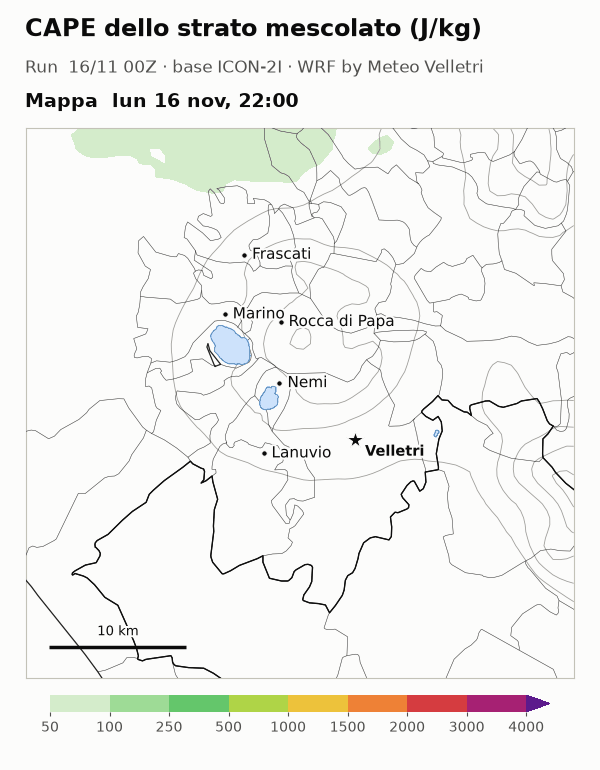 CAPE dello strato mescolato (J/kg)
Run  16/11 00Z · base ICON-2I · WRF by Meteo Velletri
Mappa  lun 16 nov, 22:00
Frascati
Marino
Rocca di Papa
Nemi
Velletri
Lanuvio
10 km
50 100 250 500 1000 1500 2000 3000 4000